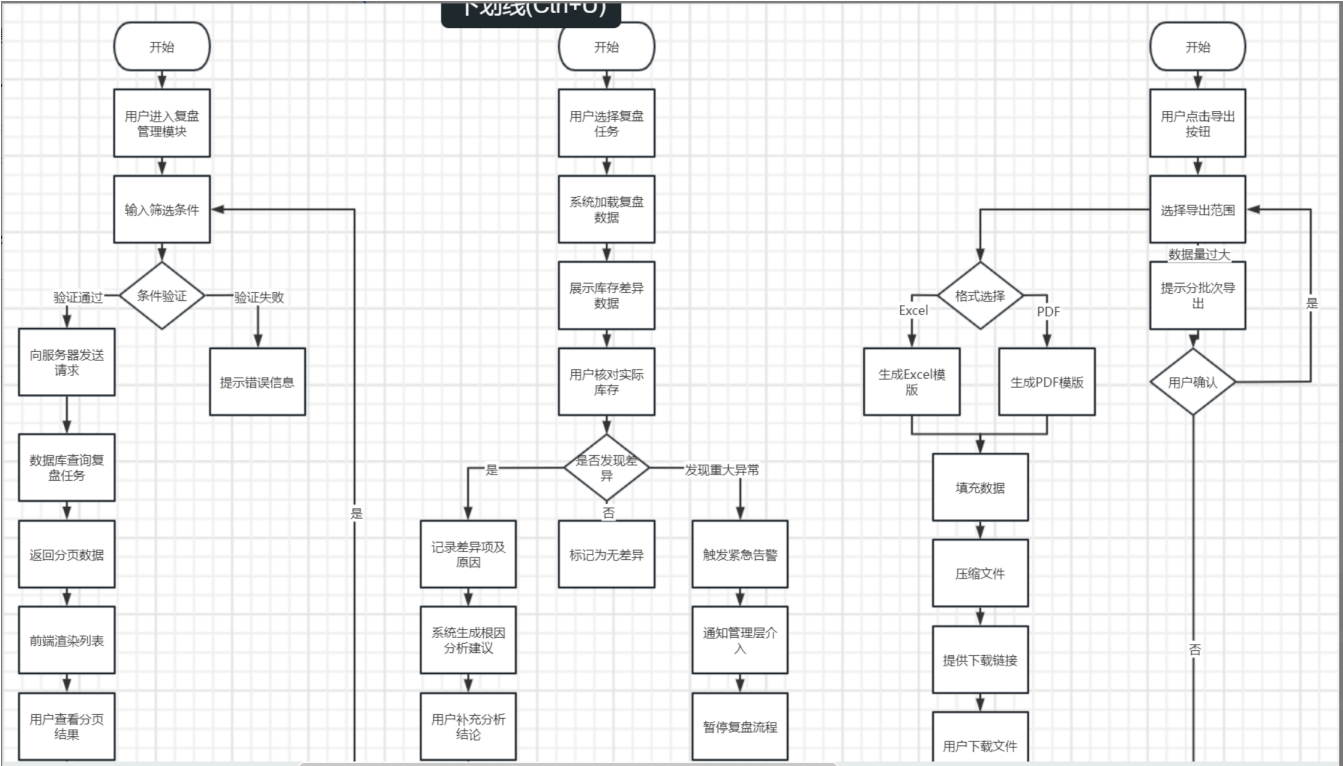 下划线(Ctrl+U)
开始
用户进入复盘
管理模块
输入筛选条件
条件验证
验证通过
验证失败
向服务器发送
请求
提示错误信息
数据库查询复
盘任务
返回分页数据
前端渲染列表
用户查看分页
结果
是
开始
用户选择复盘
任务
系统加载复盘
数据
展示库存差异
数据
用户核对实际
库存
是否发现差
异
是
否
发现重大异常
记录差异项及
原因
标记为无差异
触发紧急告警
系统生成根因
分析建议
通知管理层介
入
用户补充分析
结论
暂停复盘流程
开始
用户点击导出
按钮
选择导出范围
数据量过大
提示分批次导
出
用户确认
是
否
格式选择
Excel
PDF
生成Excel模
版
生成PDF模版
填充数据
压缩文件
提供下载链接
用户下载文件